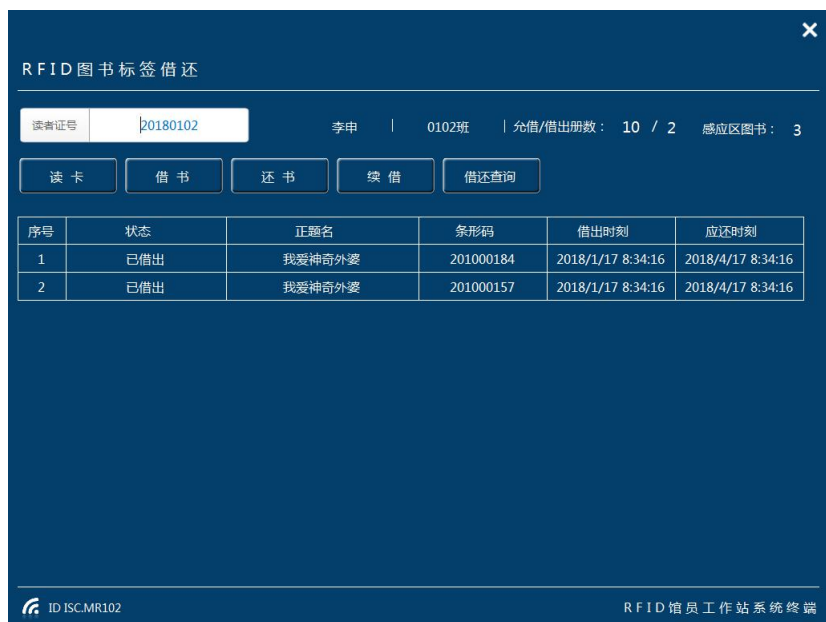 RFID图书标签借还
读者证号 20180102 李申 | 0102班 | 允借/借出册数： 10 / 2 感应区图书： 3
读 卡 借 书 还 书 续 借 借还查询
序号 状态 正题名 条形码 借出时刻 应还时刻
1 已借出 我爱神奇外婆 201000184 2018/1/17 8:34:16 2018/4/17 8:34:16
2 已借出 我爱神奇外婆 201000157 2018/1/17 8:34:16 2018/4/17 8:34:16
ID ISC.MR102 RFID馆员工作站系统终端